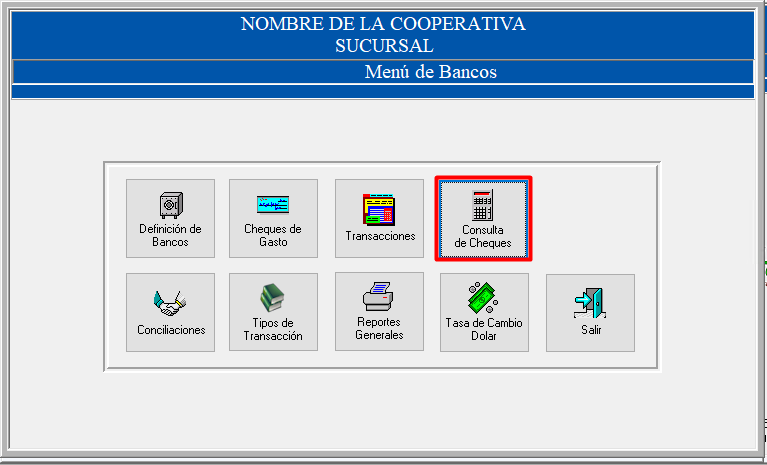 NOMBRE DE LA COOPERATIVA
SUCURSAL
Menú de Bancos
Definición de
Bancos
Cheques de
Gasto
Transacciones
Consulta
de Cheques
Conciliaciones
Tipos de
Transacción
Reportes
Generales
Tasa de Cambio
Dolar
Salir